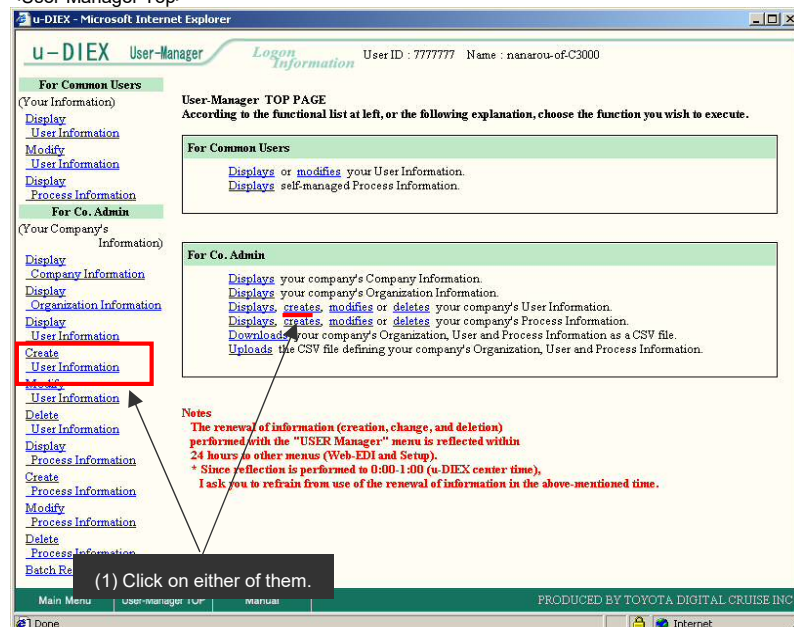 <User-Manager Top>
u-DIEX - Microsoft Internet Explorer
u-DIEX User-Manager
Logon Information
User ID : 7777777 Name : nanarou-of-C3000
For Common Users
(Your Information)
Display
User Information
Modify
User Information
Display
Process Information
For Co. Admin
(Your Company's
Information)
Display
Company Information
Display
Organization Information
Display
User Information
Create
User Information
Modify
User Information
Delete
User Information
Display
Process Information
Create
Process Information
Modify
Process Information
Delete
Process Information
Batch Re
User-Manager TOP PAGE
According to the functional list at left, or the following explanation, choose the function you wish to execute.
For Common Users
Displays or modifies your User Information.
Displays self-managed Process Information.
For Co. Admin
Displays your company's Company Information.
Displays your company's Organization Information.
Displays, creates, modifies or deletes your company's User Information.
Displays, creates, modifies or deletes your company's Process Information.
Downloads your company's Organization, User and Process Information as a CSV file.
Uploads the CSV file defining your company's Organization, User and Process Information.
Notes
The renewal of information (creation, change, and deletion)
performed with the "USER Manager" menu is reflected within
24 hours to other menus (Web-EDI and Setup).
* Since reflection is performed to 0:00-1:00 (u-DIEX center time),
I ask you to refrain from use of the renewal of information in the above-mentioned time.
(1) Click on either of them.
Main Menu User-Manager TOP Manual PRODUCED BY TOYOTA DIGITAL CRUISE INC
Done Internet